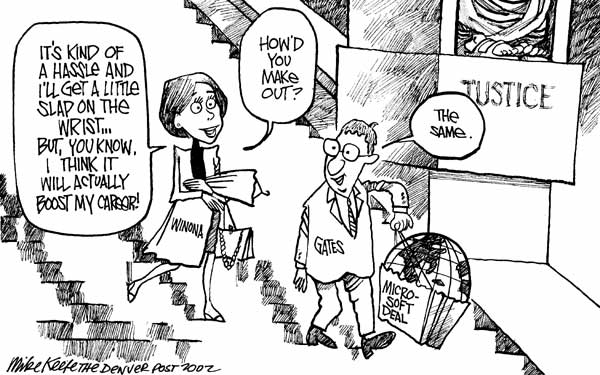 IT'S KIND OF
A HASSLE AND
I'LL GET A LITTLE
SLAP ON THE
WRIST...
BUT, YOU KNOW,
I THINK IT
WILL ACTUALLY
BOOST MY CAREER!
HOW'D
YOU
MAKE
OUT?
JUSTICE
THE
SAME.
WINONA
GATES
MICRO-
SOFT
DEAL
Mike Keefe THE DENVER POST 2002